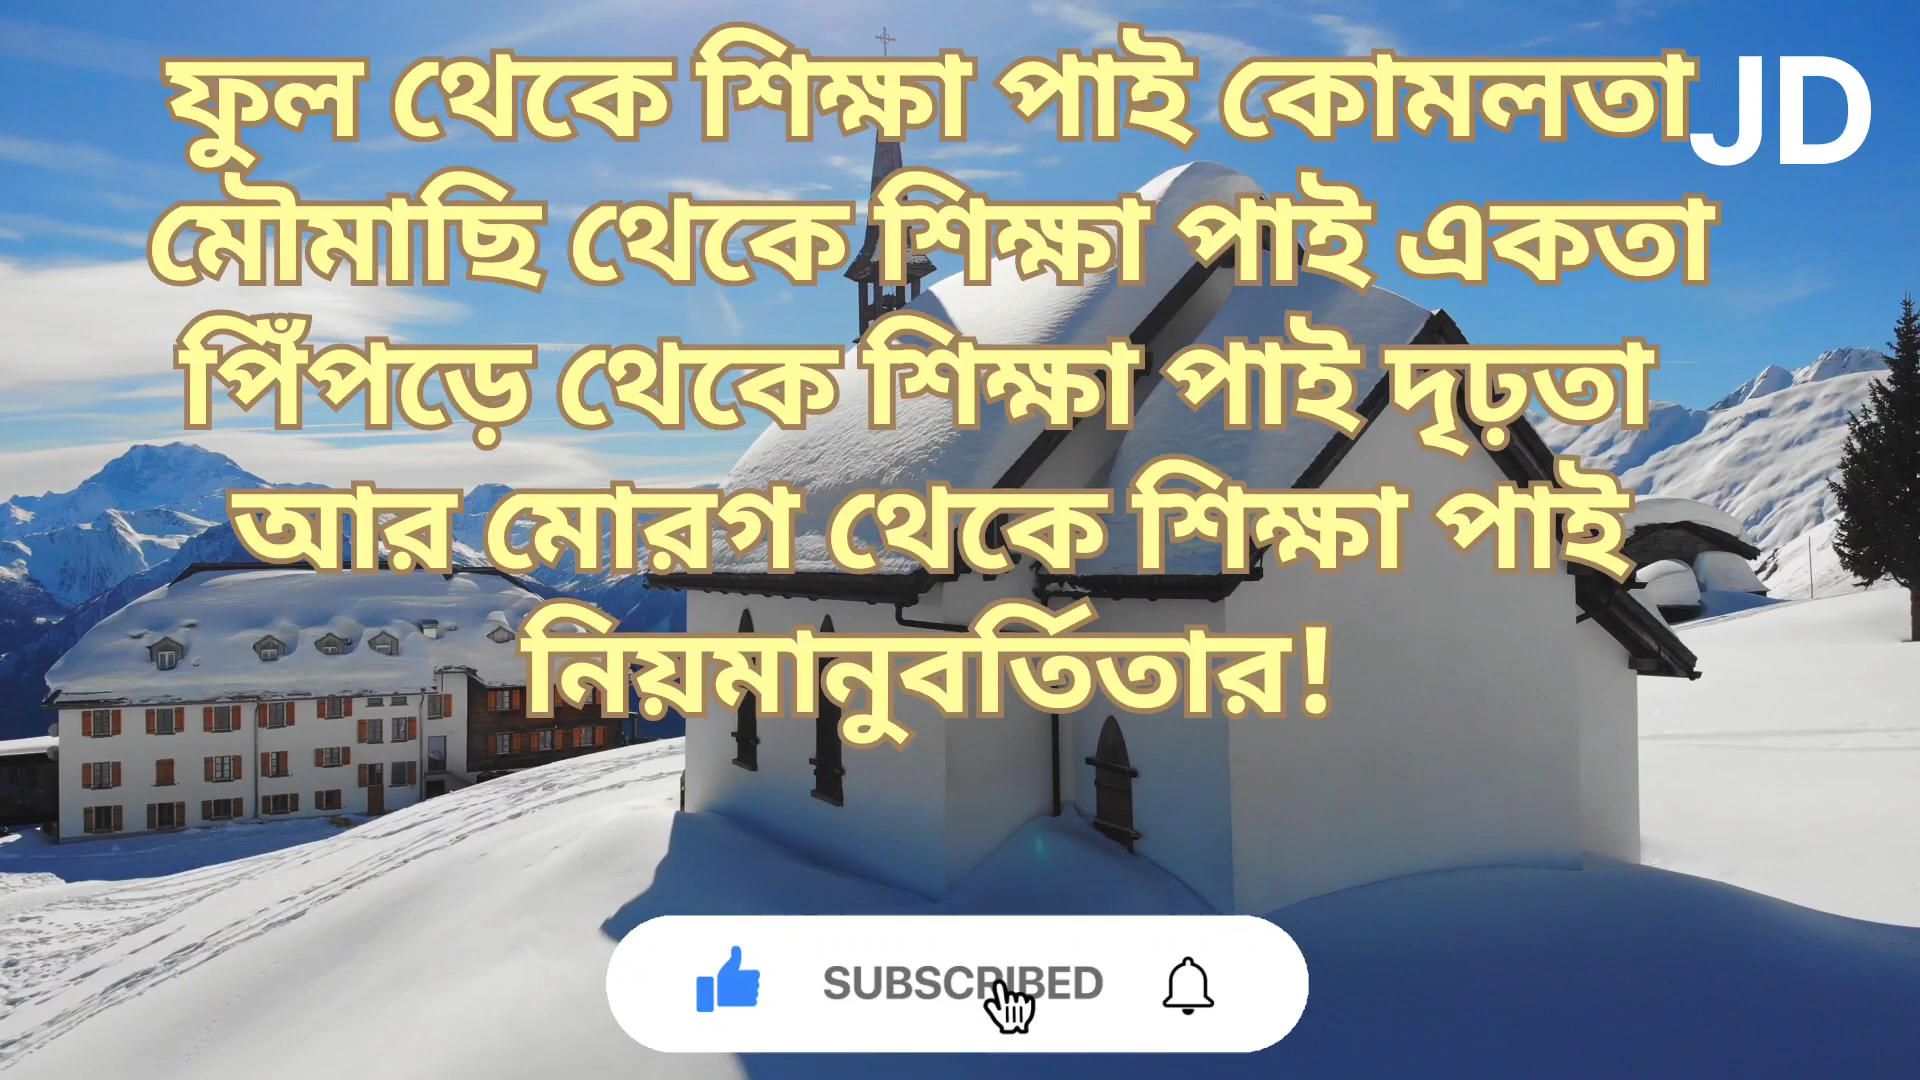 ফুল থেকে শিক্ষা পাই কোমলতা
JD
মৌমাছি থেকে শিক্ষা পাই একতা
পিঁপড়ে থেকে শিক্ষা পাই দৃঢ়তা
আর মোরগ থেকে শিক্ষা পাই
নিয়মানুবর্তিতার!
SUBSCRIBED